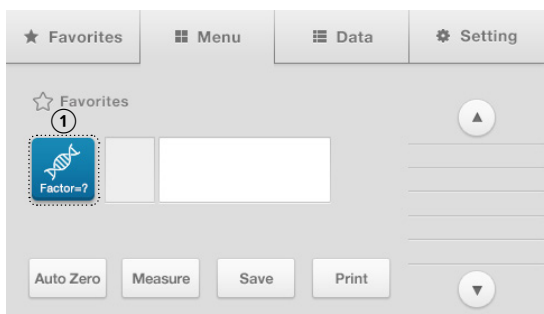 Favorites
Menu
Data
Setting
Favorites
1
Factor=?
Auto Zero
Measure
Save
Print